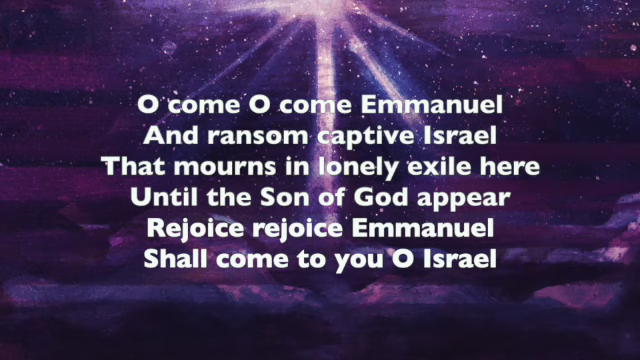 O come O come Emmanuel
And ransom captive Israel
That mourns in lonely exile here
Until the Son of God appear
Rejoice rejoice Emmanuel
Shall come to you O Israel